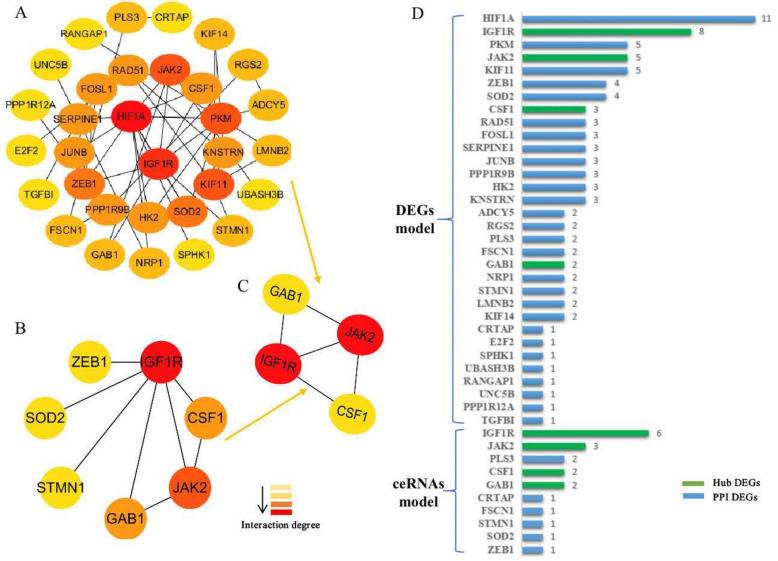 A
PLS3
CRTAP
RANGAP1
KIF14
UNC5B
RAD51
JAK2
RGS2
FOSL1
CSF1
PPP1R12A
ADCY5
SERPINE1
HIF1A
PKM
E2F2
JUNB
KNSTRN
LMNB2
IGF1R
TGFBI
ZEB1
KIF11
UBASH3B
PPP1R9B
HK2
SOD2
FSCN1
STMN1
GAB1
NRP1
SPHK1
B
ZEB1
IGF1R
SOD2
CSF1
STMN1
JAK2
GAB1
Interaction degree
C
GAB1
JAK2
IGF1R
CSF1
D
DEGs
model
HIF1A 11
IGF1R 8
PKM 5
JAK2 5
KIF11 5
ZEB1 4
SOD2 4
CSF1 3
RAD51 3
FOSL1 3
SERPINE1 3
JUNB 3
PPP1R9B 3
HK2 3
KNSTRN 3
ADCY5 2
RGS2 2
PLS3 2
FSCN1 2
GAB1 2
NRP1 2
STMN1 2
LMNB2 2
KIF14 2
CRTAP 1
E2F2 1
SPHK1 1
UBASH3B 1
RANGAP1 1
UNC5B 1
PPP1R12A 1
TGFBI 1
ceRNAs
model
IGF1R 6
JAK2 3
PLS3 2
CSF1 2
GAB1 2
CRTAP 1
FSCN1 1
STMN1 1
SOD2 1
ZEB1 1
Hub DEGs
PPI DEGs